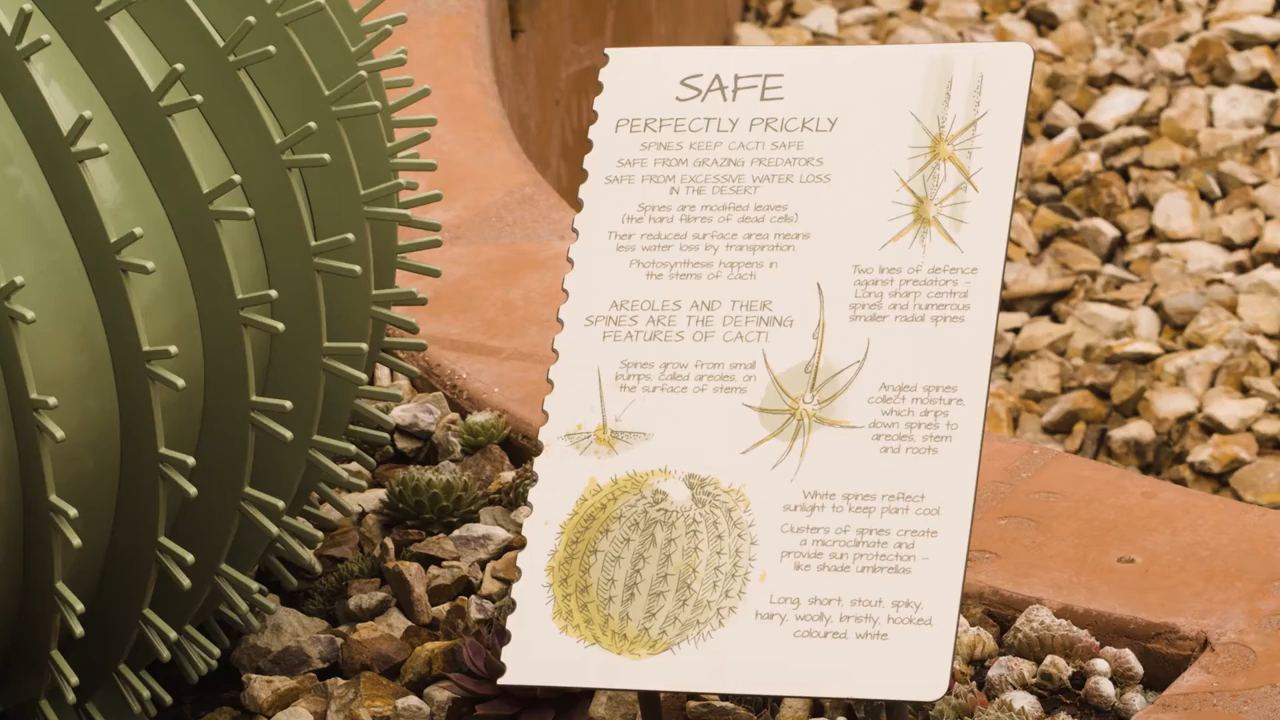 SAFE
PERFECTLY PRICKLY
SPINES KEEP CACTI SAFE
SAFE FROM GRAZING PREDATORS
SAFE FROM EXCESSIVE WATER LOSS
IN THE DESERT
Spines are modified leaves
(the hard fibres of dead cells)
Their reduced surface area means
less water loss by transpiration
Photosynthesis happens in
the stems of cacti
Two lines of defence
against predators –
Long sharp central
spines and numerous
smaller radial spines
AREOLES AND THEIR
SPINES ARE THE DEFINING
FEATURES OF CACTI.
Spines grow from small
bumps, called areoles, on
the surface of stems
Angled spines
collect moisture,
which drips
down spines to
areoles, stem
and roots
White spines reflect
sunlight to keep plant cool
Clusters of spines create
a microclimate and
provide sun protection –
like shade umbrellas
Long, short, stout, spiky,
hairy, woolly, bristly, hooked,
coloured, white